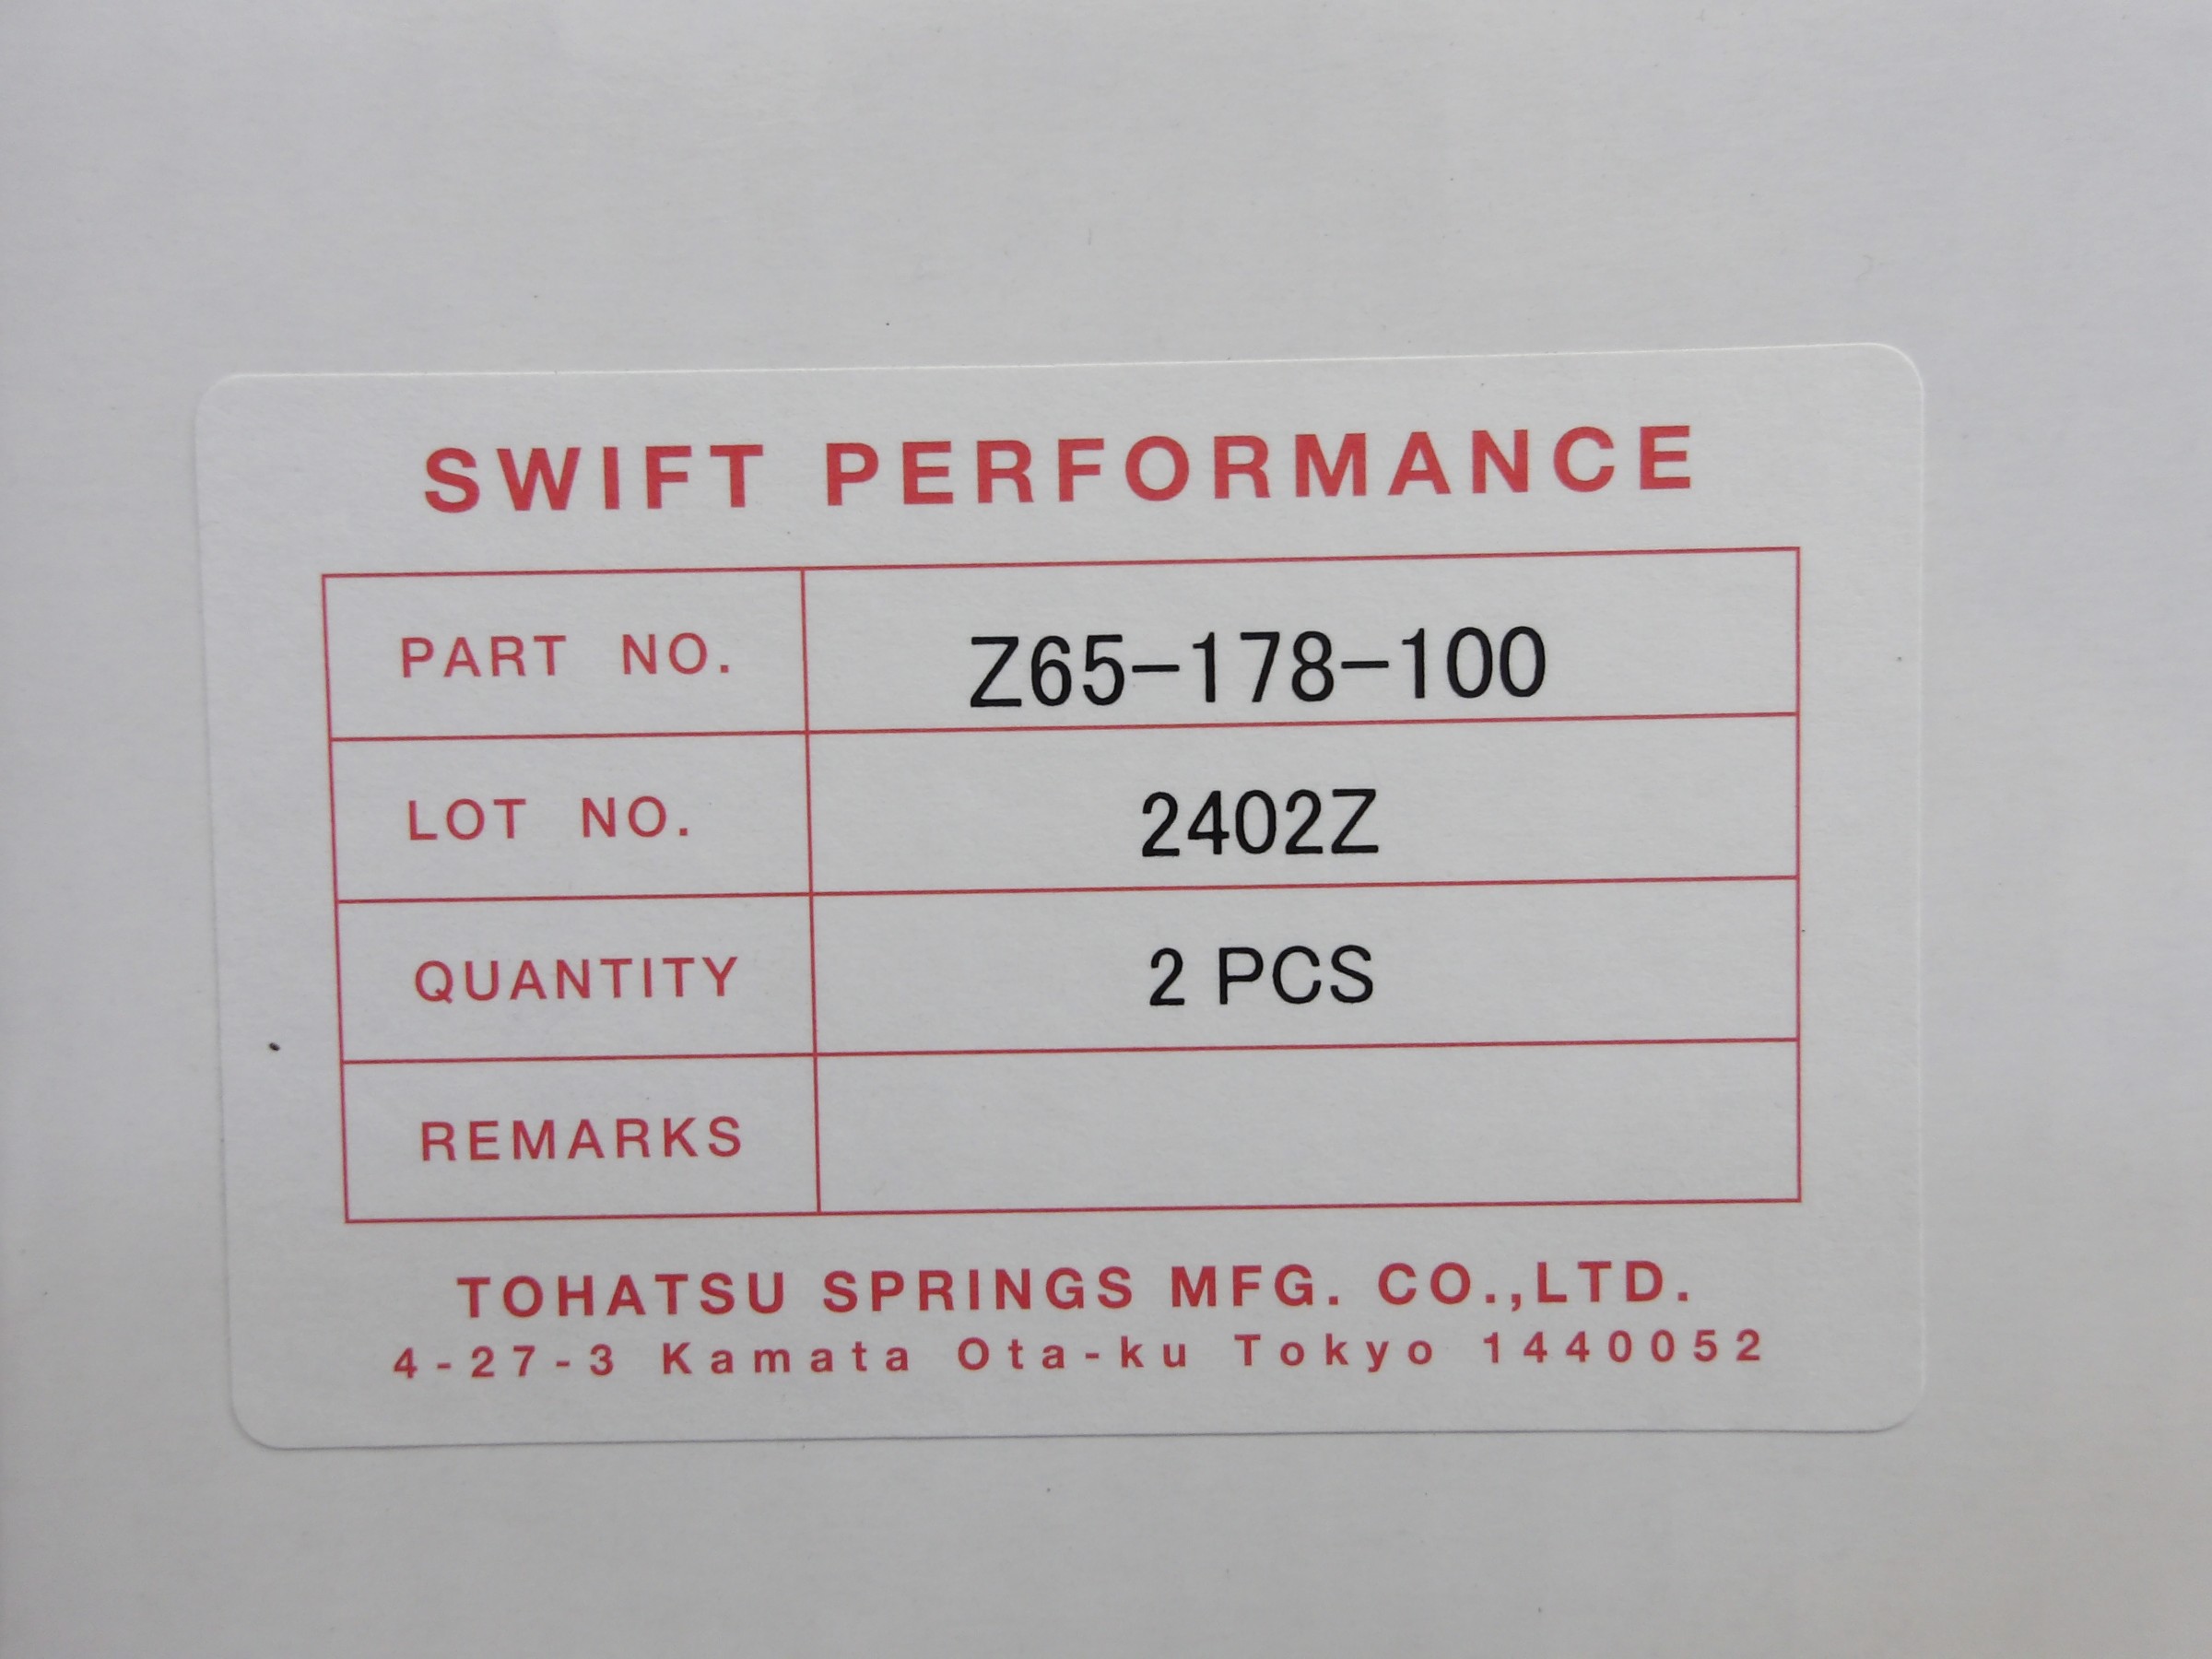 SWIFT PERFORMANCE
PART NO. Z65-178-100
LOT NO. 2402Z
QUANTITY 2 PCS
REMARKS
TOHATSU SPRINGS MFG. CO.,LTD.
4-27-3 Kamata Ota-ku Tokyo 1440052